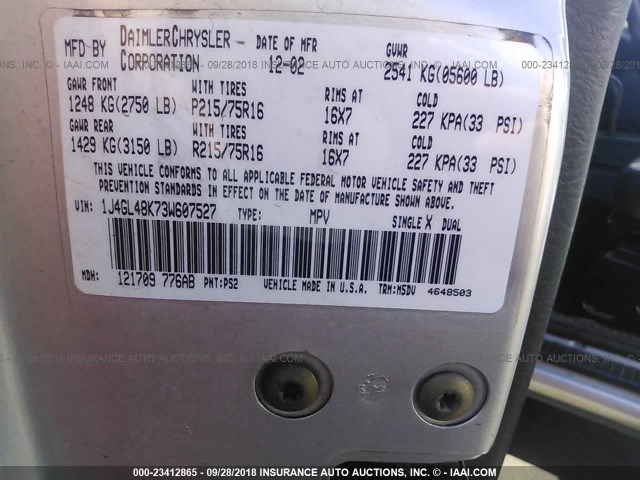 MFD BY DAIMLERCHRYSLER CORPORATION DATE OF MFR 12-02 GVWR 2541 KG(05600 LB)
GAWR FRONT WITH TIRES RIMS AT COLD
1248 KG(2750 LB) P215/75R16 16X7 227 KPA(33 PSI)
GAWR REAR WITH TIRES RIMS AT COLD
1429 KG(3150 LB) R215/75R16 16X7 227 KPA(33 PSI)
THIS VEHICLE CONFORMS TO ALL APPLICABLE FEDERAL MOTOR VEHICLE SAFETY AND THEFT
PREVENTION STANDARDS IN EFFECT ON THE DATE OF MANUFACTURE SHOWN ABOVE.
VIN: 1J4GL48K73W607527 TYPE: MPV SINGLE X DUAL
MDH: 121709 776AB PNT:PS2 VEHICLE MADE IN U.S.A. TRM:M5DV 4648503
000-23412865 - 09/28/2018 INSURANCE AUTO AUCTIONS INC. © - IAAI.COM